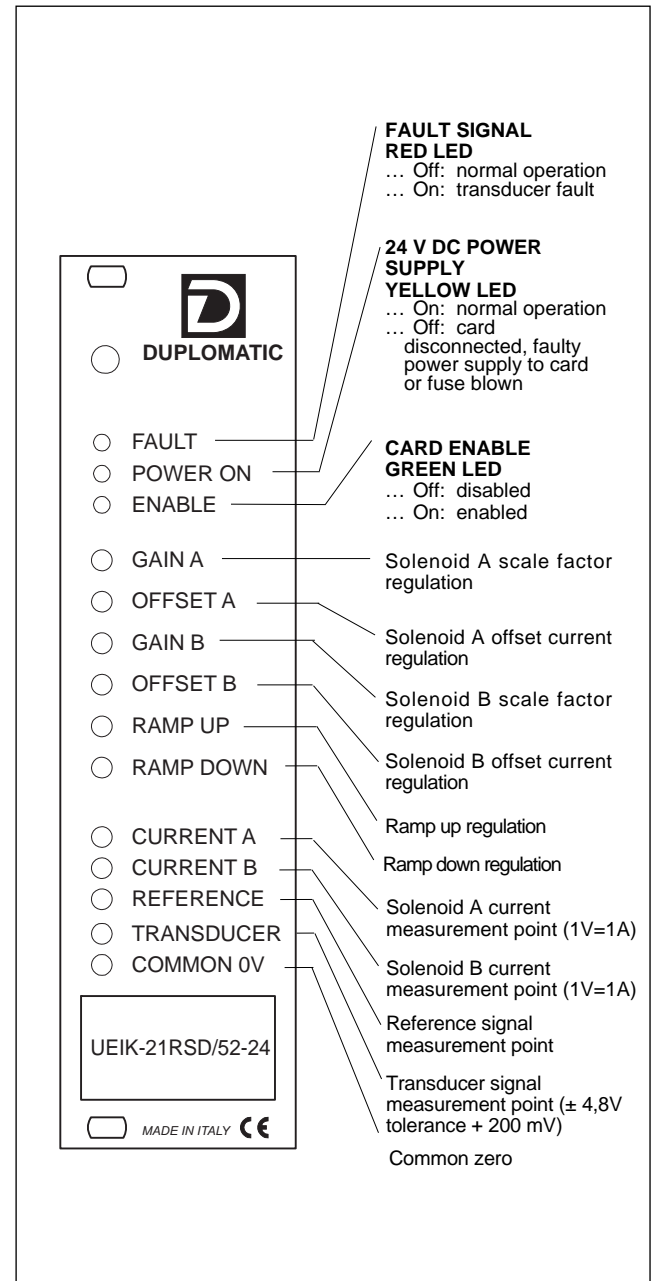 FAULT SIGNAL
RED LED
… Off: normal operation
… On: transducer fault
24 V DC POWER
SUPPLY
YELLOW LED
… On: normal operation
… Off: card
disconnected, faulty
power supply to card
or fuse blown
CARD ENABLE
GREEN LED
… Off: disabled
… On: enabled
Solenoid A scale factor
regulation
Solenoid A offset current
regulation
Solenoid B scale factor
regulation
Solenoid B offset current
regulation
Ramp up regulation
Ramp down regulation
Solenoid A current
measurement point (1V=1A)
Solenoid B current
measurement point (1V=1A)
Reference signal
measurement point
Transducer signal
measurement point (± 4,8V
tolerance + 200 mV)
Common zero
D
DUPLOMATIC
FAULT
POWER ON
ENABLE
GAIN A
OFFSET A
GAIN B
OFFSET B
RAMP UP
RAMP DOWN
CURRENT A
CURRENT B
REFERENCE
TRANSDUCER
COMMON 0V
UEIK-21RSD/52-24
MADE IN ITALY CE